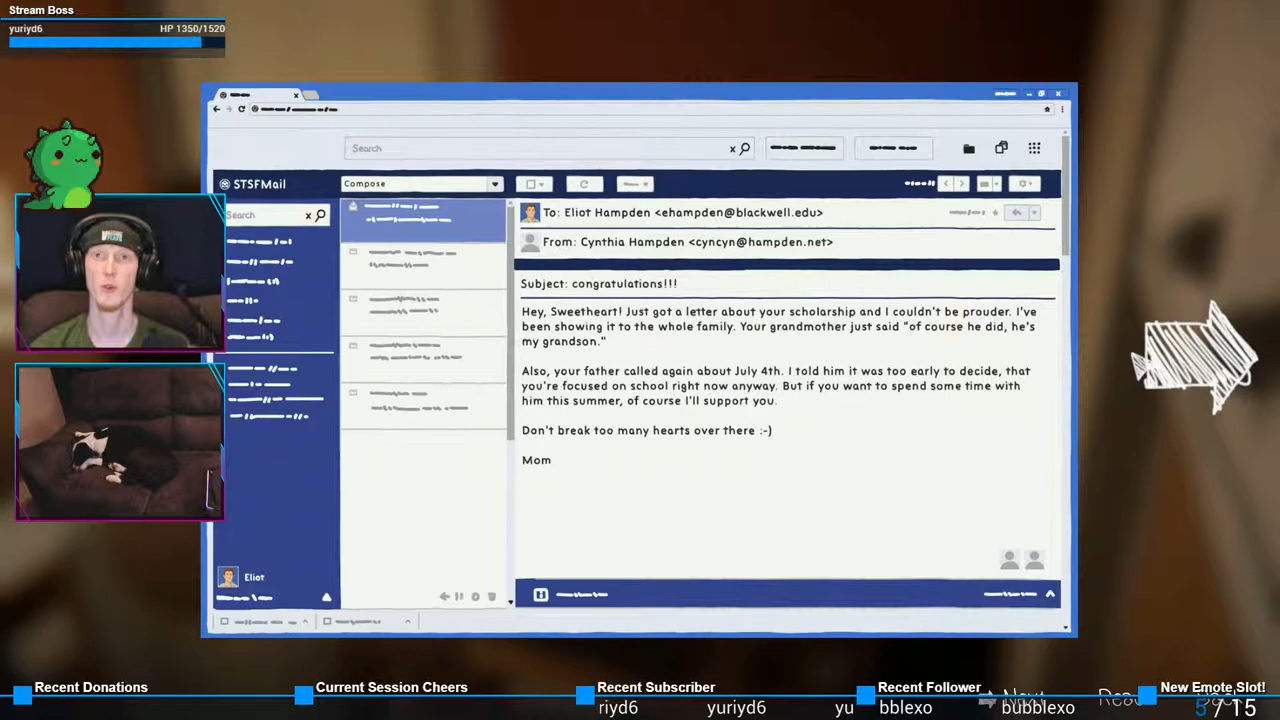 Stream Boss
yuriyd6 HP 1350/1520
Search
STSFMail
Compose
Search
To: Eliot Hampden <ehampden@blackwell.edu>
From: Cynthia Hampden <cyncyn@hampden.net>
Subject: congratulations!!!
Hey, Sweetheart! Just got a letter about your scholarship and I couldn't be prouder. I've
been showing it to the whole family. Your grandmother just said "of course he did, he's
my grandson."
Also, your father called again about July 4th. I told him it was too early to decide, that
you're focused on school right now anyway. But if you want to spend some time with
him this summer, of course I'll support you.
Don't break too many hearts over there :-)
Mom
Eliot
Recent Donations
Current Session Cheers
Recent Subscriber
Recent Follower
New Emote Slot!
riyd6 yuriyd6 yu
bblexo bubblexo
Next
5 / 15